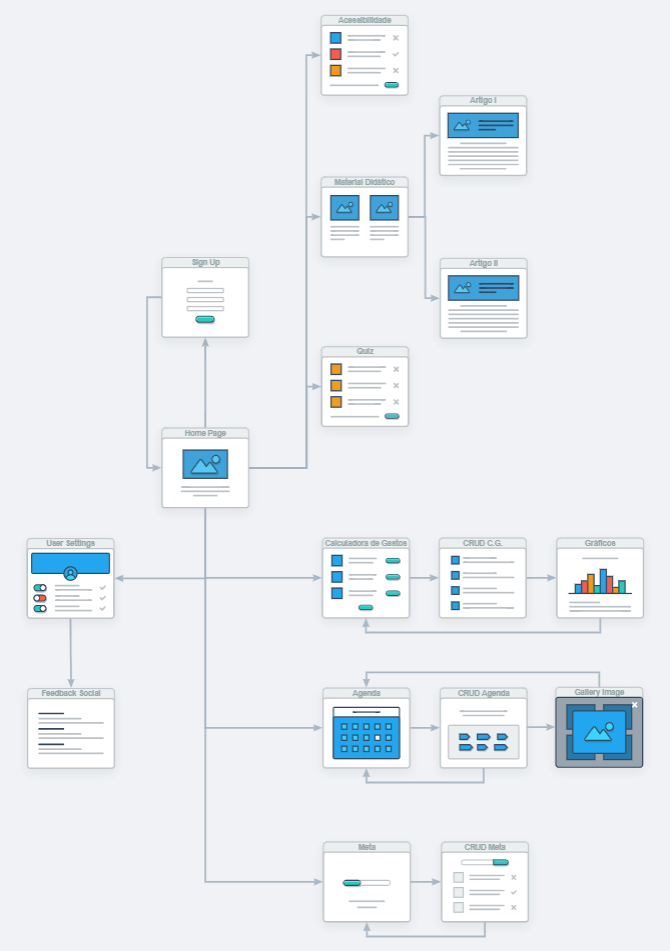 Acessibilidade
Artigo I
Material Didático
Sign Up
Artigo II
Quiz
Home Page
User Settings
Calculadora de Gastos
CRUD C.G.
Gráficos
Feedback Social
Agenda
CRUD Agenda
Gallery Image
Meta
CRUD Meta